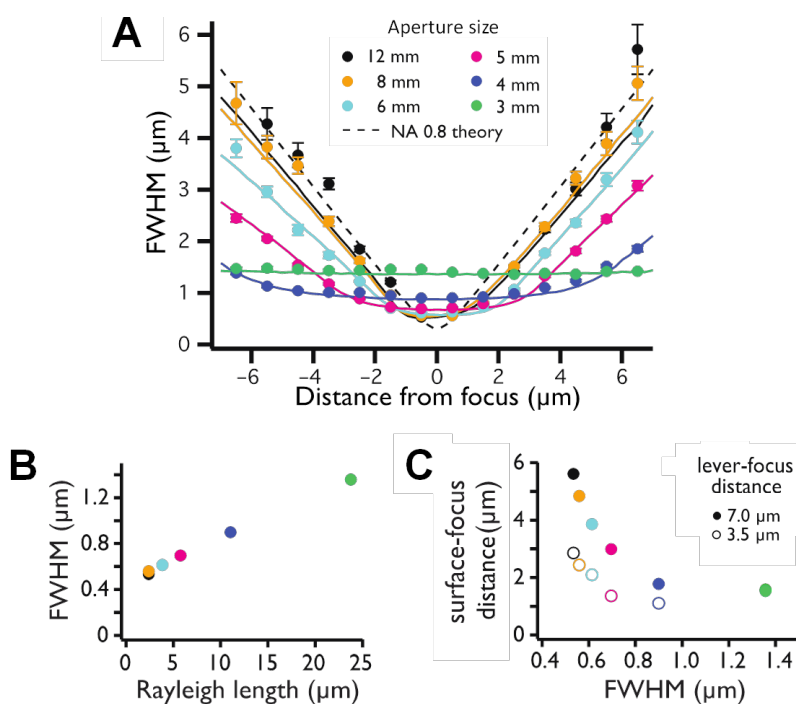 A
Aperture size
12 mm
5 mm
8 mm
4 mm
6 mm
3 mm
NA 0.8 theory
FWHM (µm)
6
5
4
3
2
1
0
−6 −4 −2 0 2 4 6
Distance from focus (µm)
B
FWHM (µm)
1.2
0.8
0.4
0
0 5 10 15 20 25
Rayleigh length (µm)
C
surface-focus
distance(µm)
6
4
2
0
lever-focus
distance
7.0 µm
3.5 µm
0.4 0.6 0.8 1.0 1.2 1.4
FWHM (µm)